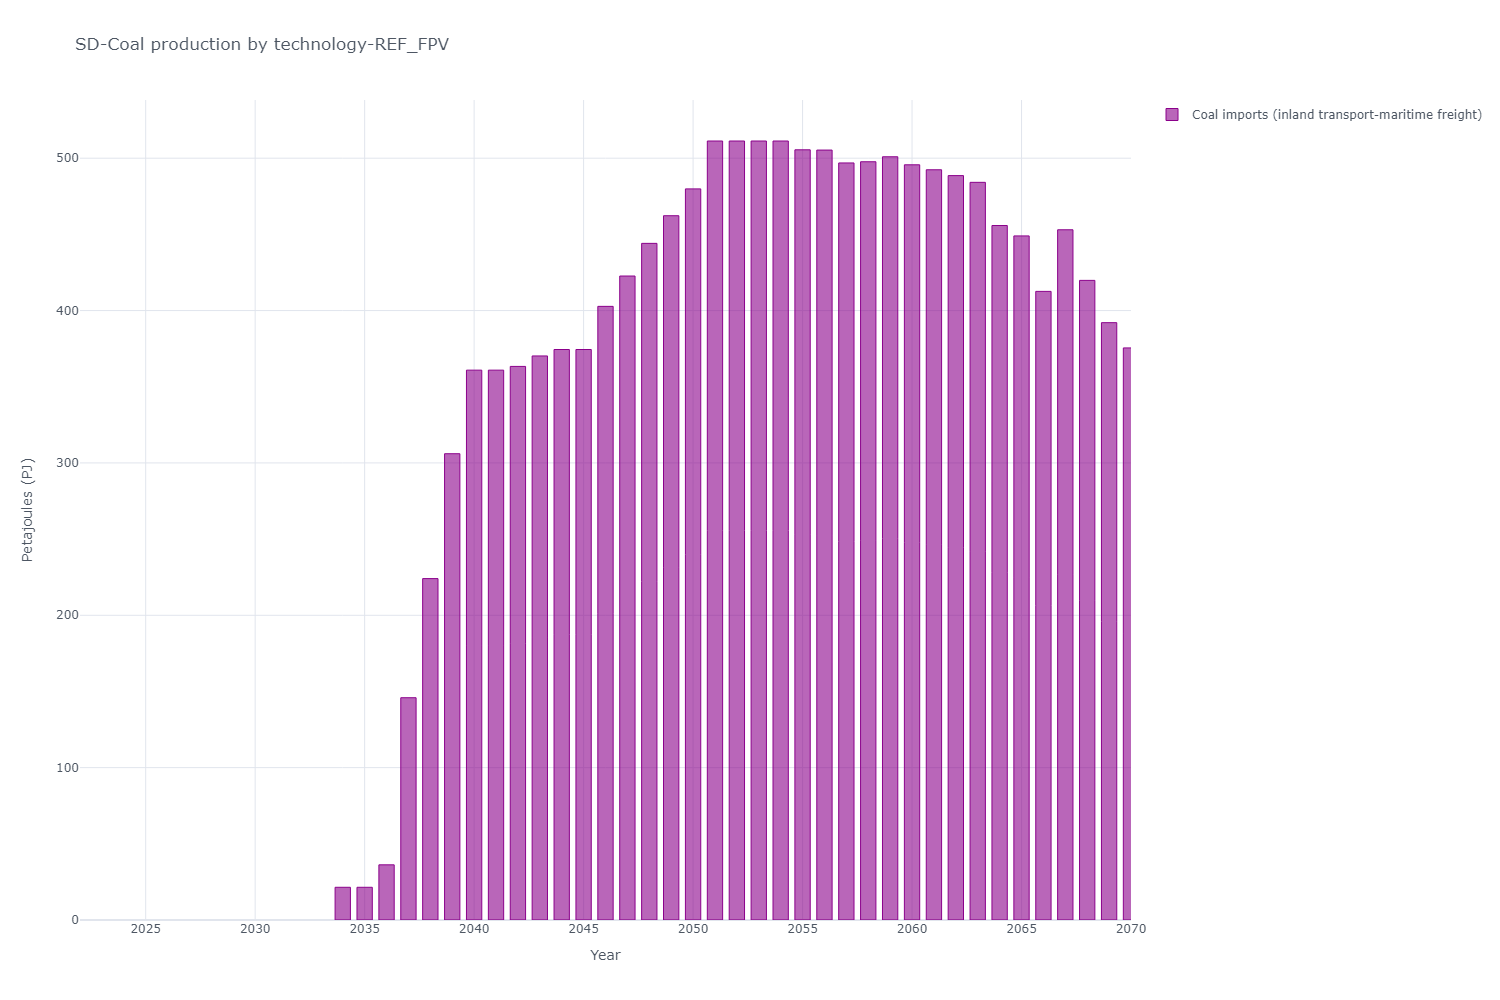 SD-Coal production by technology-REF_FPV
Coal imports (inland transport-maritime freight)
500
400
300
200
100
0
Petajoules (PJ)
2025 2030 2035 2040 2045 2050 2055 2060 2065 2070
Year